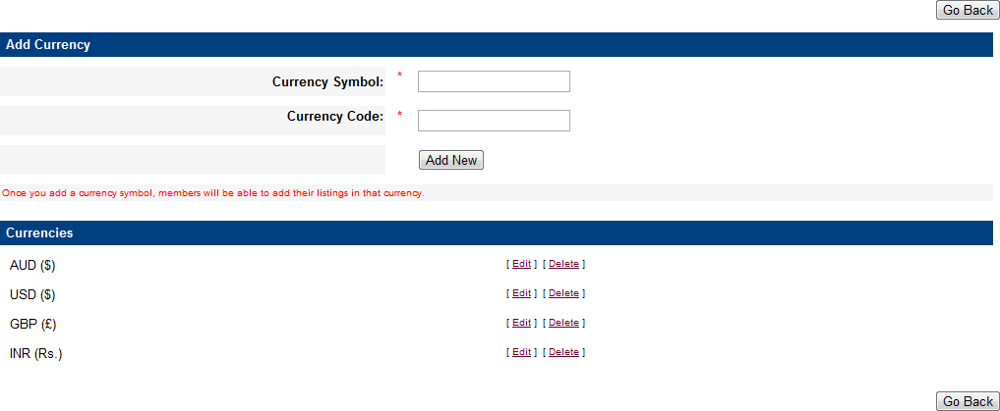 Go Back
Add Currency
Currency Symbol: *
Currency Code: *
Add New
Once you add a currency symbol, members will be able to add their listings in that currency.
Currencies
AUD ($) [ Edit ] [ Delete ]
USD ($) [ Edit ] [ Delete ]
GBP (£) [ Edit ] [ Delete ]
INR (Rs.) [ Edit ] [ Delete ]
Go Back